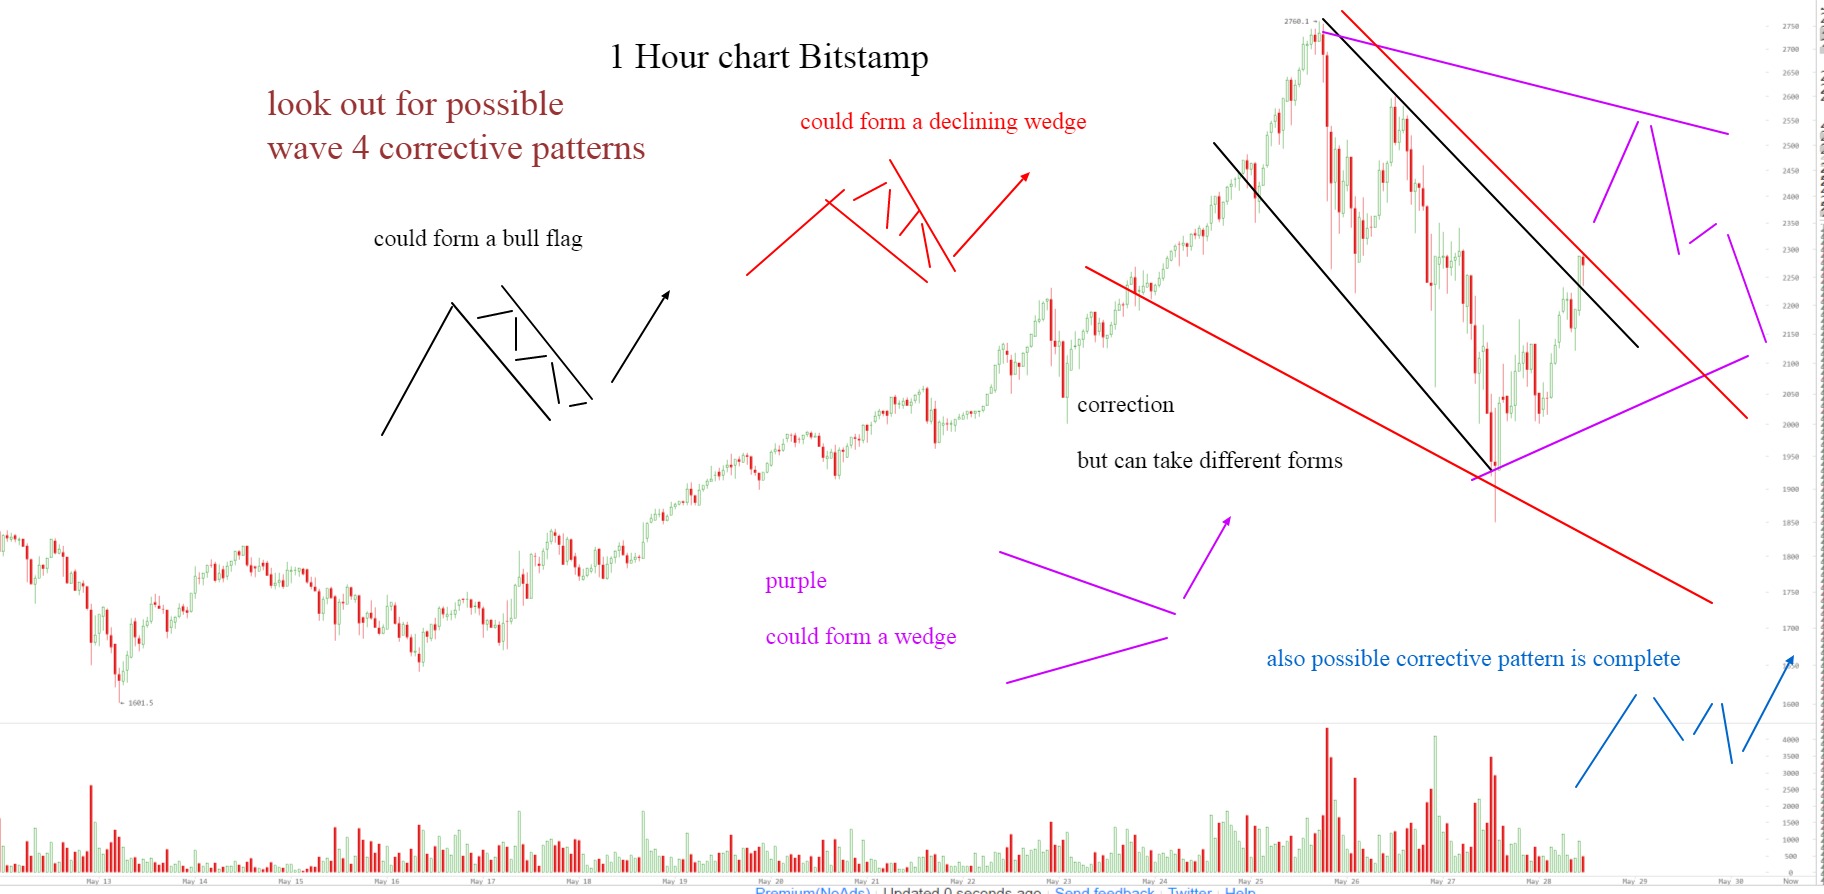 2760.1
1 Hour chart Bitstamp
look out for possible
wave 4 corrective patterns
could form a declining wedge
could form a bull flag
correction
but can take different forms
purple
could form a wedge
also possible corrective pattern is complete
1601.5
2750
2700
2650
2600
2550
2500
2450
2400
2350
2300
2250
2200
2150
2100
2050
2000
1950
1900
1850
1800
1750
1700
1600
4000
3500
3000
2500
2000
1500
1000
500
0
May 13 May 14 May 15 May 16 May 17 May 18 May 19 May 20 May 21 May 22 May 23 May 24 May 25 May 26 May 27 May 28 May 29 May 30 Now
Premium(NoAds) Updated 0 seconds ago Send feedback Twitter Help